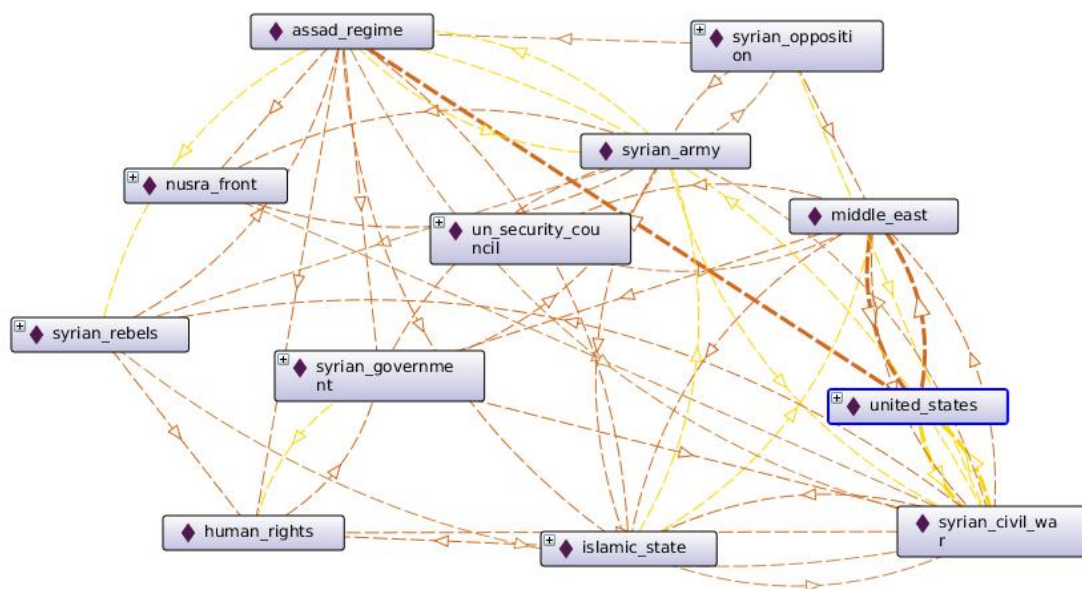 assad_regime
syrian_oppositi
on
syrian_army
nusra_front
middle_east
un_security_cou
ncil
syrian_rebels
syrian_governme
nt
united_states
human_rights
islamic_state
syrian_civil_wa
r